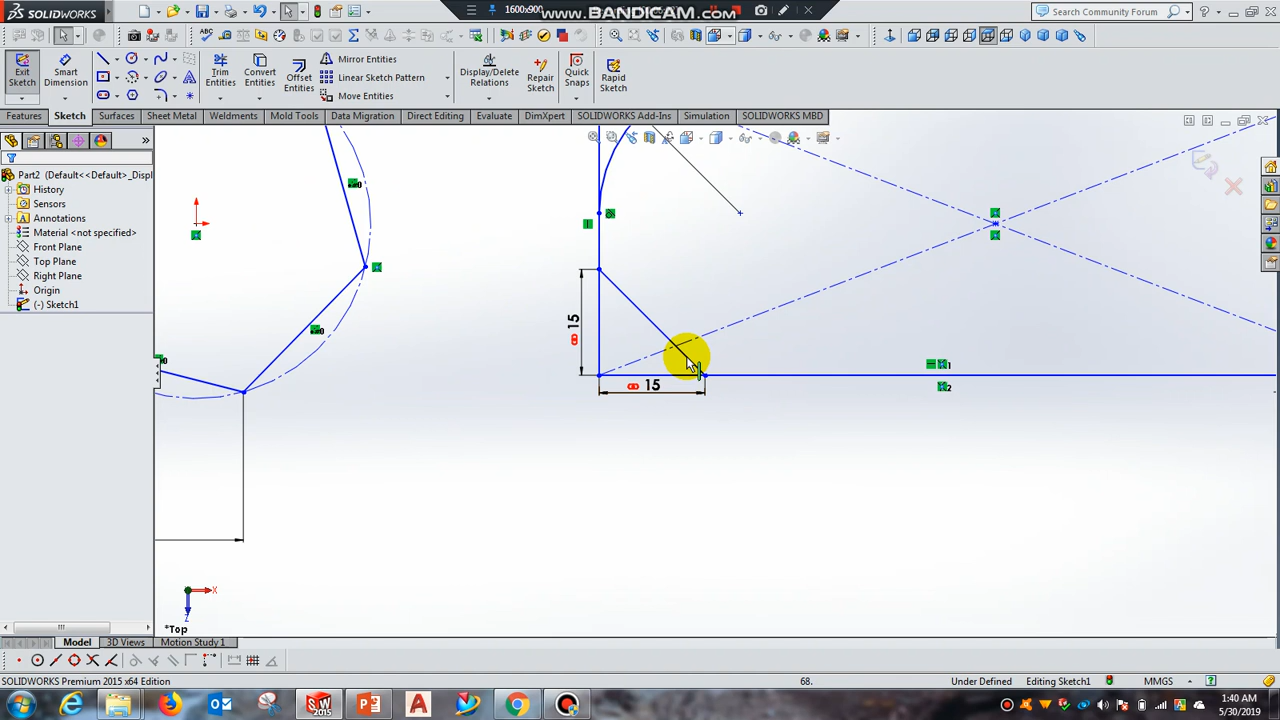 SOLIDWORKS
1600x900
www.BANDICAM.com
Search Community Forum
Exit Sketch
Smart Dimension
Trim Entities
Convert Entities
Offset Entities
Mirror Entities
Linear Sketch Pattern
Move Entities
Display/Delete Relations
Repair Sketch
Quick Snaps
Rapid Sketch
Features
Sketch
Surfaces
Sheet Metal
Weldments
Mold Tools
Data Migration
Direct Editing
Evaluate
DimXpert
SOLIDWORKS Add-Ins
Simulation
SOLIDWORKS MBD
Part2 (Default<<Default>_Displ
History
Sensors
Annotations
Material <not specified>
Front Plane
Top Plane
Right Plane
Origin
(-) Sketch1
15
15
1
2
X
Z
*Top
Model
3D Views
Motion Study 1
SOLIDWORKS Premium 2015 x64 Edition
68.
Under Defined
Editing Sketch1
MMGS
1:40 AM
5/30/2019